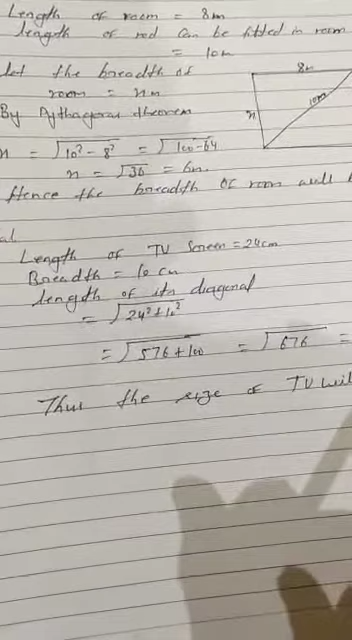 Length of room = 8m
length of rod can be fitted in room
= 10m
let the breadth of
room = xm
8m
10m
x
By Pythagoras theorem
x = √10² - 8² = √100-64
x = √36 = 6m
Hence the breadth of room will
al
Length of TV Screen = 24cm
Breadth = 10 cm
length of its diagonal
= √24² + 10²
= √576 + 100 = √676 =
Thus the size of TV will